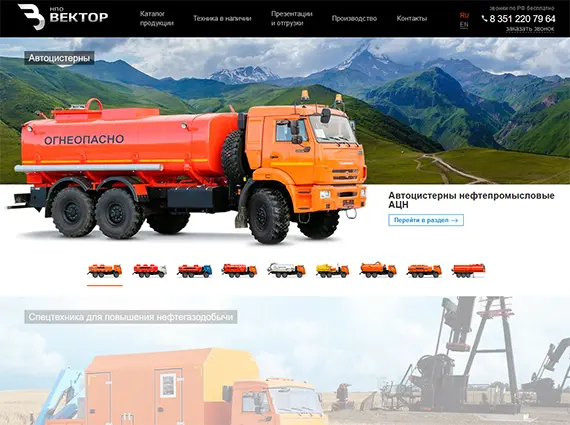 НПО
ВЕКТОР
Каталог
продукции
Техника в наличии
Презентации
и отгрузки
Производство
Контакты
RU
EN
звонки по РФ бесплатно
8 351 220 79 64
заказать звонок
Автоцистерны
ОГНЕОПАСНО
Автоцистерны нефтепромысловые
АЦН
Перейти в раздел →
Спецтехника для повышения нефтегазодобычи